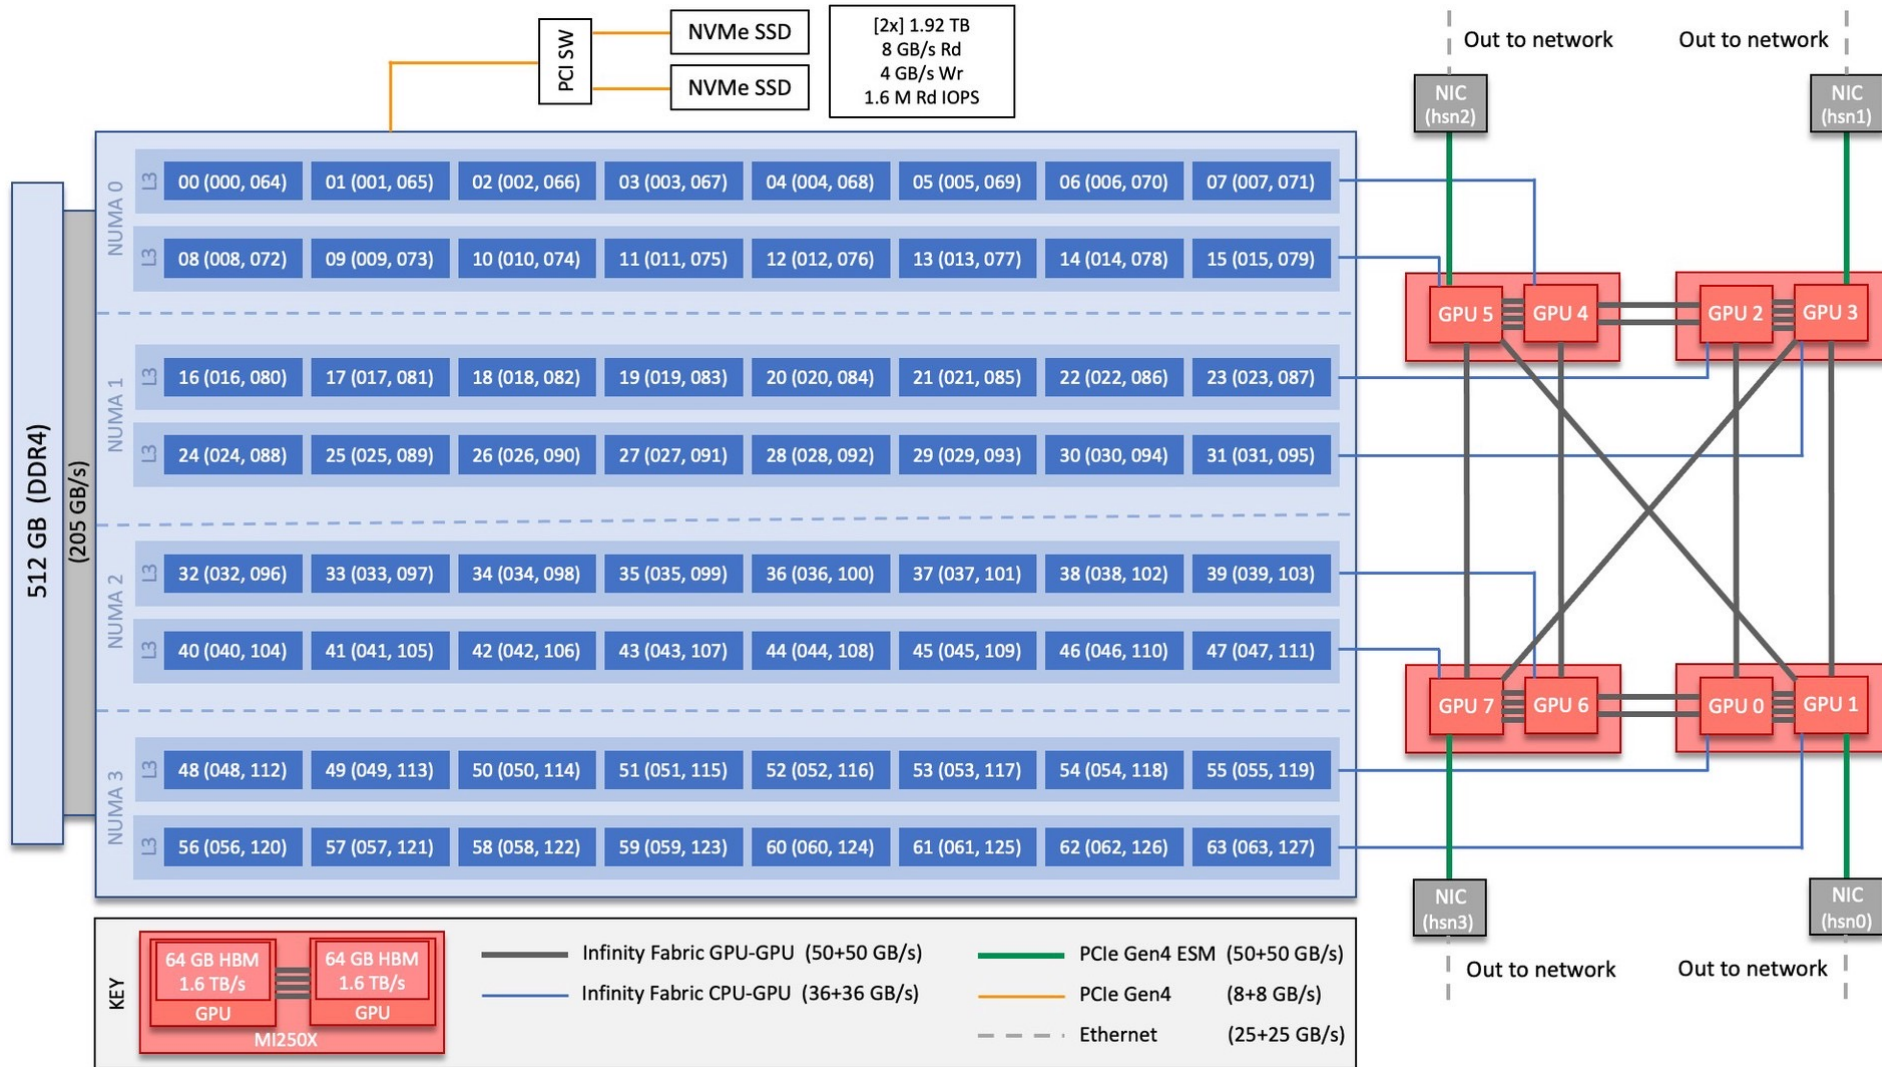 PCI SW
NVMe SSD
NVMe SSD
[2x] 1.92 TB
8 GB/s Rd
4 GB/s Wr
1.6 M Rd IOPS
Out to network
Out to network
NIC
(hsn2)
NIC
(hsn1)
512 GB (DDR4)
(205 GB/s)
NUMA 0
L3
00 (000, 064) 01 (001, 065) 02 (002, 066) 03 (003, 067) 04 (004, 068) 05 (005, 069) 06 (006, 070) 07 (007, 071)
L3
08 (008, 072) 09 (009, 073) 10 (010, 074) 11 (011, 075) 12 (012, 076) 13 (013, 077) 14 (014, 078) 15 (015, 079)
NUMA 1
L3
16 (016, 080) 17 (017, 081) 18 (018, 082) 19 (019, 083) 20 (020, 084) 21 (021, 085) 22 (022, 086) 23 (023, 087)
L3
24 (024, 088) 25 (025, 089) 26 (026, 090) 27 (027, 091) 28 (028, 092) 29 (029, 093) 30 (030, 094) 31 (031, 095)
NUMA 2
L3
32 (032, 096) 33 (033, 097) 34 (034, 098) 35 (035, 099) 36 (036, 100) 37 (037, 101) 38 (038, 102) 39 (039, 103)
L3
40 (040, 104) 41 (041, 105) 42 (042, 106) 43 (043, 107) 44 (044, 108) 45 (045, 109) 46 (046, 110) 47 (047, 111)
NUMA 3
L3
48 (048, 112) 49 (049, 113) 50 (050, 114) 51 (051, 115) 52 (052, 116) 53 (053, 117) 54 (054, 118) 55 (055, 119)
L3
56 (056, 120) 57 (057, 121) 58 (058, 122) 59 (059, 123) 60 (060, 124) 61 (061, 125) 62 (062, 126) 63 (063, 127)
GPU 5 GPU 4 GPU 2 GPU 3
GPU 7 GPU 6 GPU 0 GPU 1
NIC
(hsn3)
NIC
(hsn0)
Out to network
Out to network
KEY
64 GB HBM
1.6 TB/s
GPU
64 GB HBM
1.6 TB/s
GPU
MI250X
Infinity Fabric GPU-GPU (50+50 GB/s)
Infinity Fabric CPU-GPU (36+36 GB/s)
PCIe Gen4 ESM (50+50 GB/s)
PCIe Gen4 (8+8 GB/s)
Ethernet (25+25 GB/s)